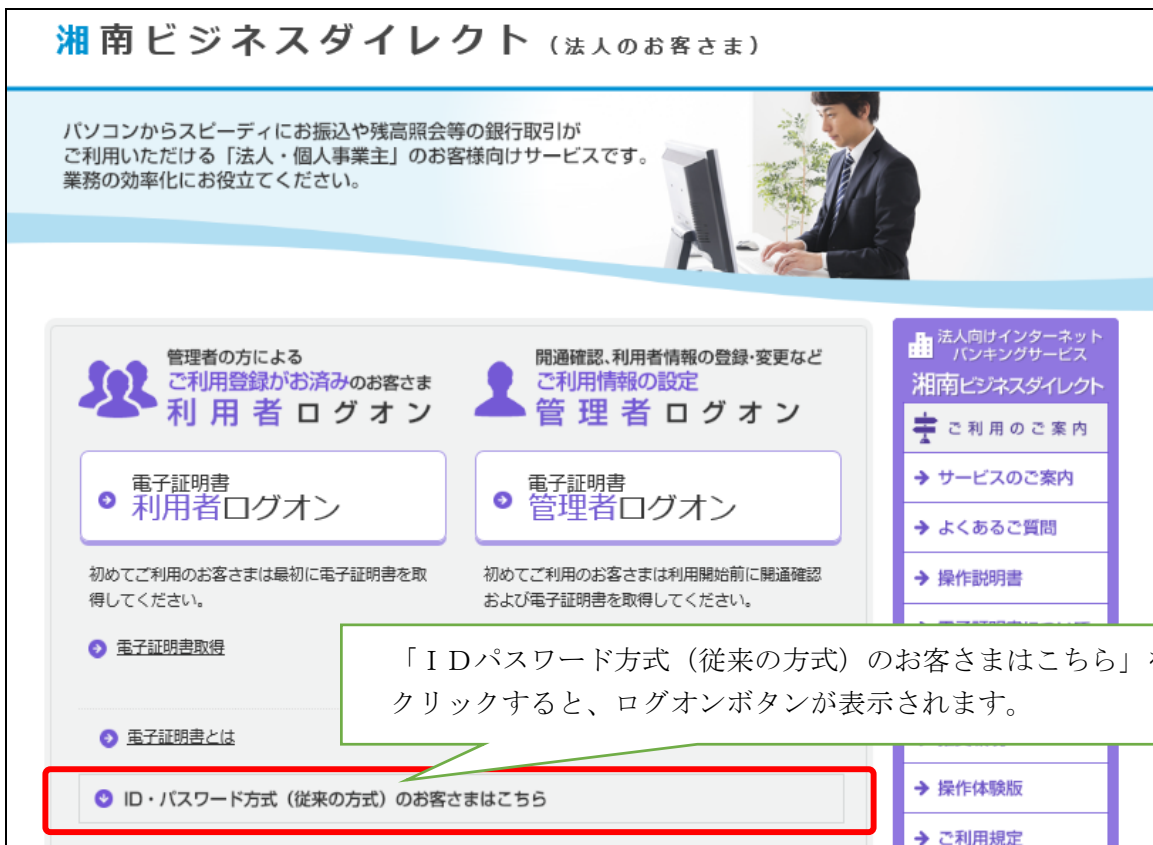 湘南ビジネスダイレクト（法人のお客さま）
パソコンからスピーディにお振込や残高照会等の銀行取引が
ご利用いただける「法人・個人事業主」のお客様向けサービスです。
業務の効率化にお役立てください。
管理者の方による
ご利用登録がお済みのお客さま
利用者ログオン
電子証明書
利用者ログオン
初めてご利用のお客さまは最初に電子証明書を取
得してください。
電子証明書取得
電子証明書とは
開通確認、利用者情報の登録・変更など
ご利用情報の設定
管理者ログオン
電子証明書
管理者ログオン
初めてご利用のお客さまは利用開始前に開通確認
および電子証明書を取得してください。
「ＩＤパスワード方式（従来の方式）のお客さまはこちら」
クリックすると、ログオンボタンが表示されます。
ID・パスワード方式（従来の方式）のお客さまはこちら
法人向けインターネット
バンキングサービス
湘南ビジネスダイレクト
ご利用のご案内
サービスのご案内
よくあるご質問
操作説明書
操作体験版
ご利用規定